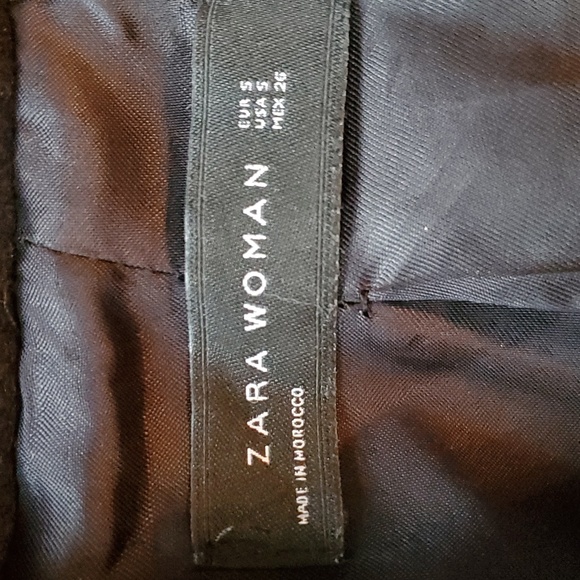 ZARA WOMAN
EUR S
USA S
MEX 26
MADE IN MOROCCO